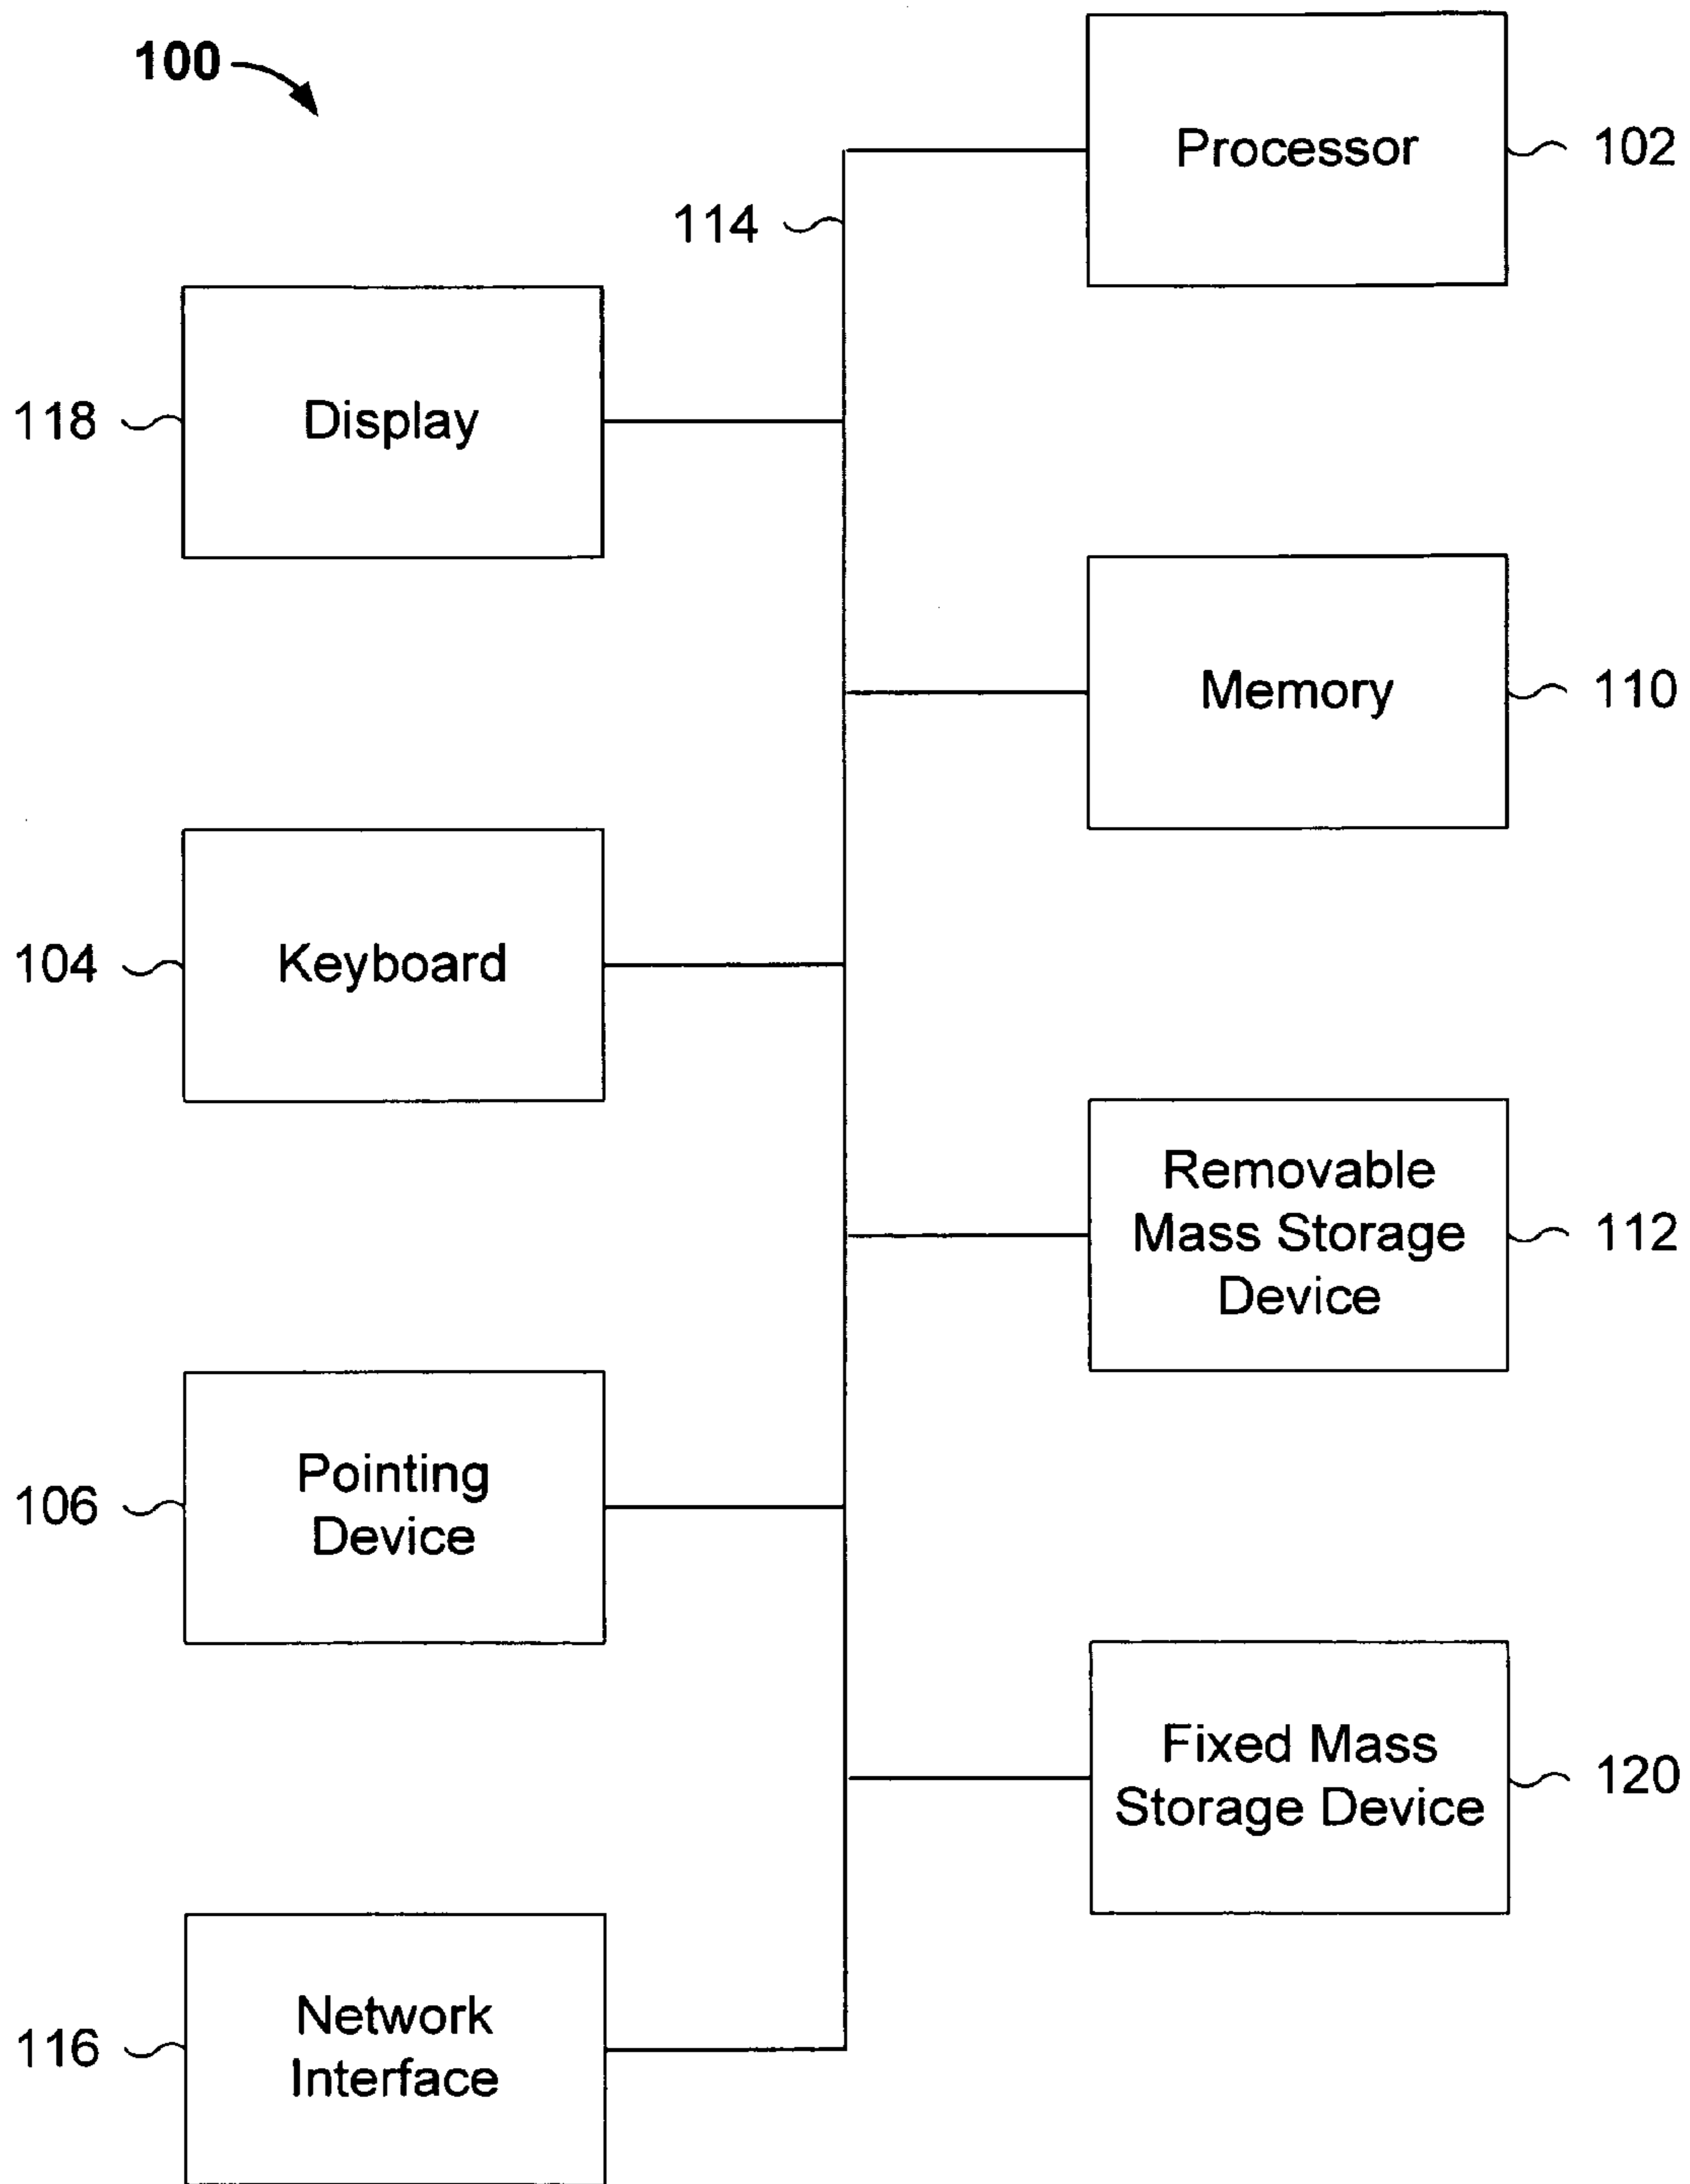 100
Processor
102
114
118
Display
Memory
110
104
Keyboard
Removable
Mass Storage
Device
112
106
Pointing
Device
Fixed Mass
Storage Device
120
116
Network
Interface